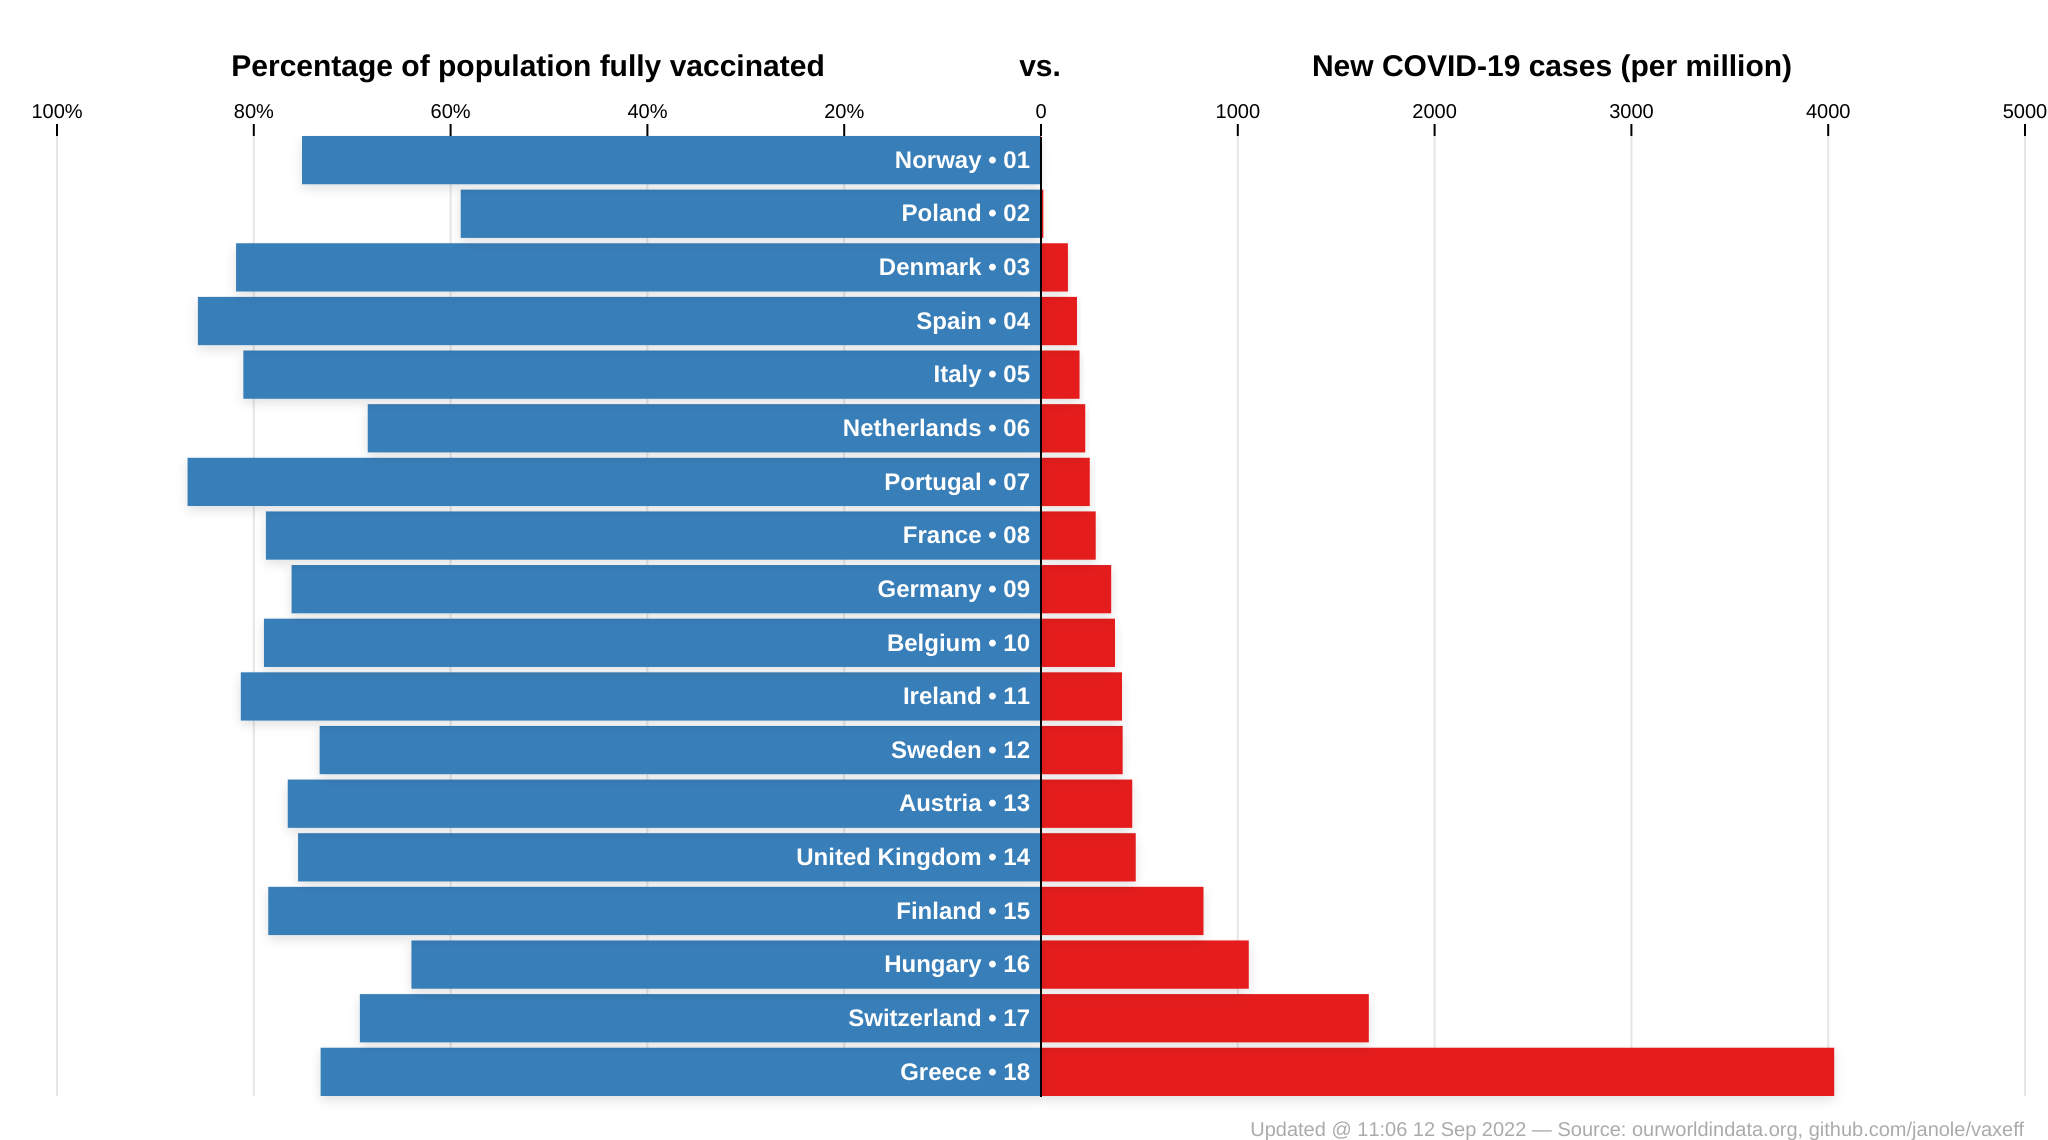 Percentage of population fully vaccinated vs. New COVID-19 cases (per million)
100% 80% 60% 40% 20% 0 1000 2000 3000 4000 5000
Norway • 01
Poland • 02
Denmark • 03
Spain • 04
Italy • 05
Netherlands • 06
Portugal • 07
France • 08
Germany • 09
Belgium • 10
Ireland • 11
Sweden • 12
Austria • 13
United Kingdom • 14
Finland • 15
Hungary • 16
Switzerland • 17
Greece • 18
Updated @ 11:06 12 Sep 2022 — Source: ourworldindata.org, github.com/janole/vaxeff